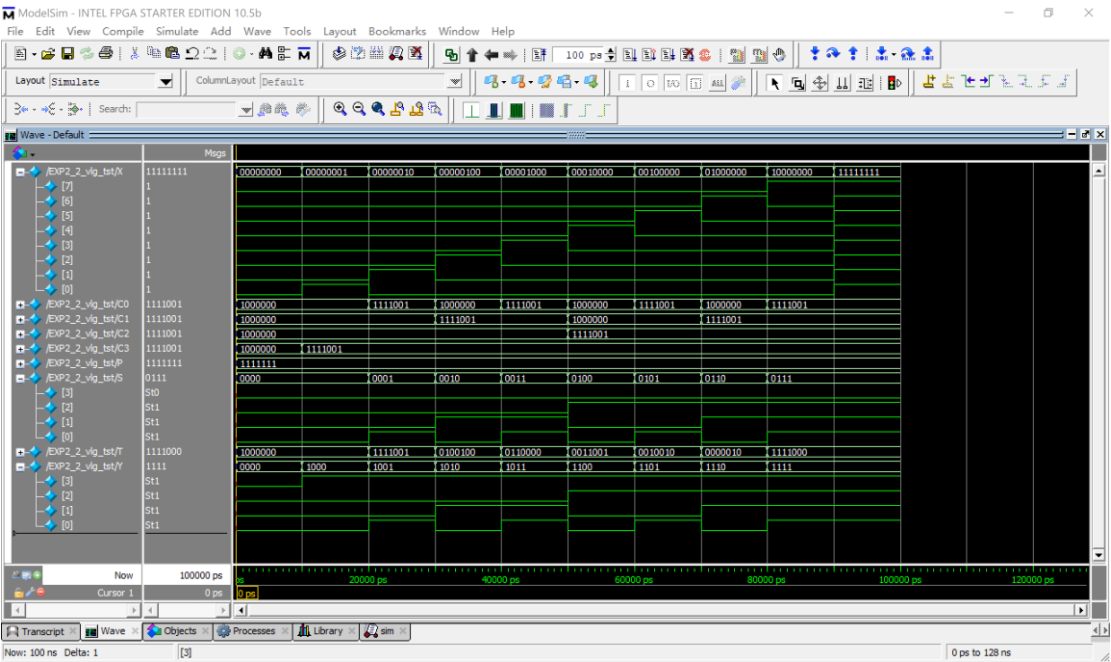 ModelSim - INTEL FPGA STARTER EDITION 10.5b
File Edit View Compile Simulate Add Wave Tools Layout Bookmarks Window Help
100 ps
Layout Simulate ColumnLayout Default
Search:
Wave - Default
Msgs
/EXP2_2_vlg_tst/X 11111111 00000000 00000001 00000010 00000100 00001000 00010000 00100000 01000000 10000000 11111111
[7] 1
[6] 1
[5] 1
[4] 1
[3] 1
[2] 1
[1] 1
[0] 1
/EXP2_2_vlg_tst/C0 1111001 1000000 1111001 1000000 1111001 1000000 1111001 1000000 1111001
/EXP2_2_vlg_tst/C1 1111001 1000000 1111001 1000000 1111001
/EXP2_2_vlg_tst/C2 1111001 1000000 1111001
/EXP2_2_vlg_tst/C3 1111001 1000000 1111001
/EXP2_2_vlg_tst/P 1111111 1111111
/EXP2_2_vlg_tst/S 0111 0000 0001 0010 0011 0100 0101 0110 0111
[3] St0
[2] St1
[1] St1
[0] St1
/EXP2_2_vlg_tst/T 1111000 1000000 1111001 0100100 0110000 0011001 0010010 0000010 1111000
/EXP2_2_vlg_tst/Y 1111 0000 1000 1001 1010 1011 1100 1101 1110 1111
[3] St1
[2] St1
[1] St1
[0] St1
Now 100000 ps ps 20000 ps 40000 ps 60000 ps 80000 ps 100000 ps 120000 ps
Cursor 1 0 ps 0 ps
Transcript Wave Objects Processes Library sim
Now: 100 ns Delta: 1 [3] 0 ps to 128 ns